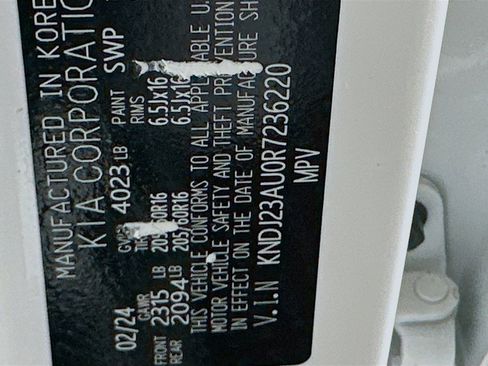 MANUFACTURED IN KORE
KIA CORPORATIO
02/24 4023 LB PAINT SWP
GAWR RIMS
FRONT 2315 LB 205/60R16 6.5JX16
REAR 2094 LB 205/60R16 6.5JX16
THIS VEHICLE CONFORMS TO ALL APPLICABLE U.
MOTOR VEHICLE SAFETY AND THEFT PREVENTION
IN EFFECT ON THE DATE OF MANUFACTURE SH
V.I.N KNDJ23AU0R7236220
MPV